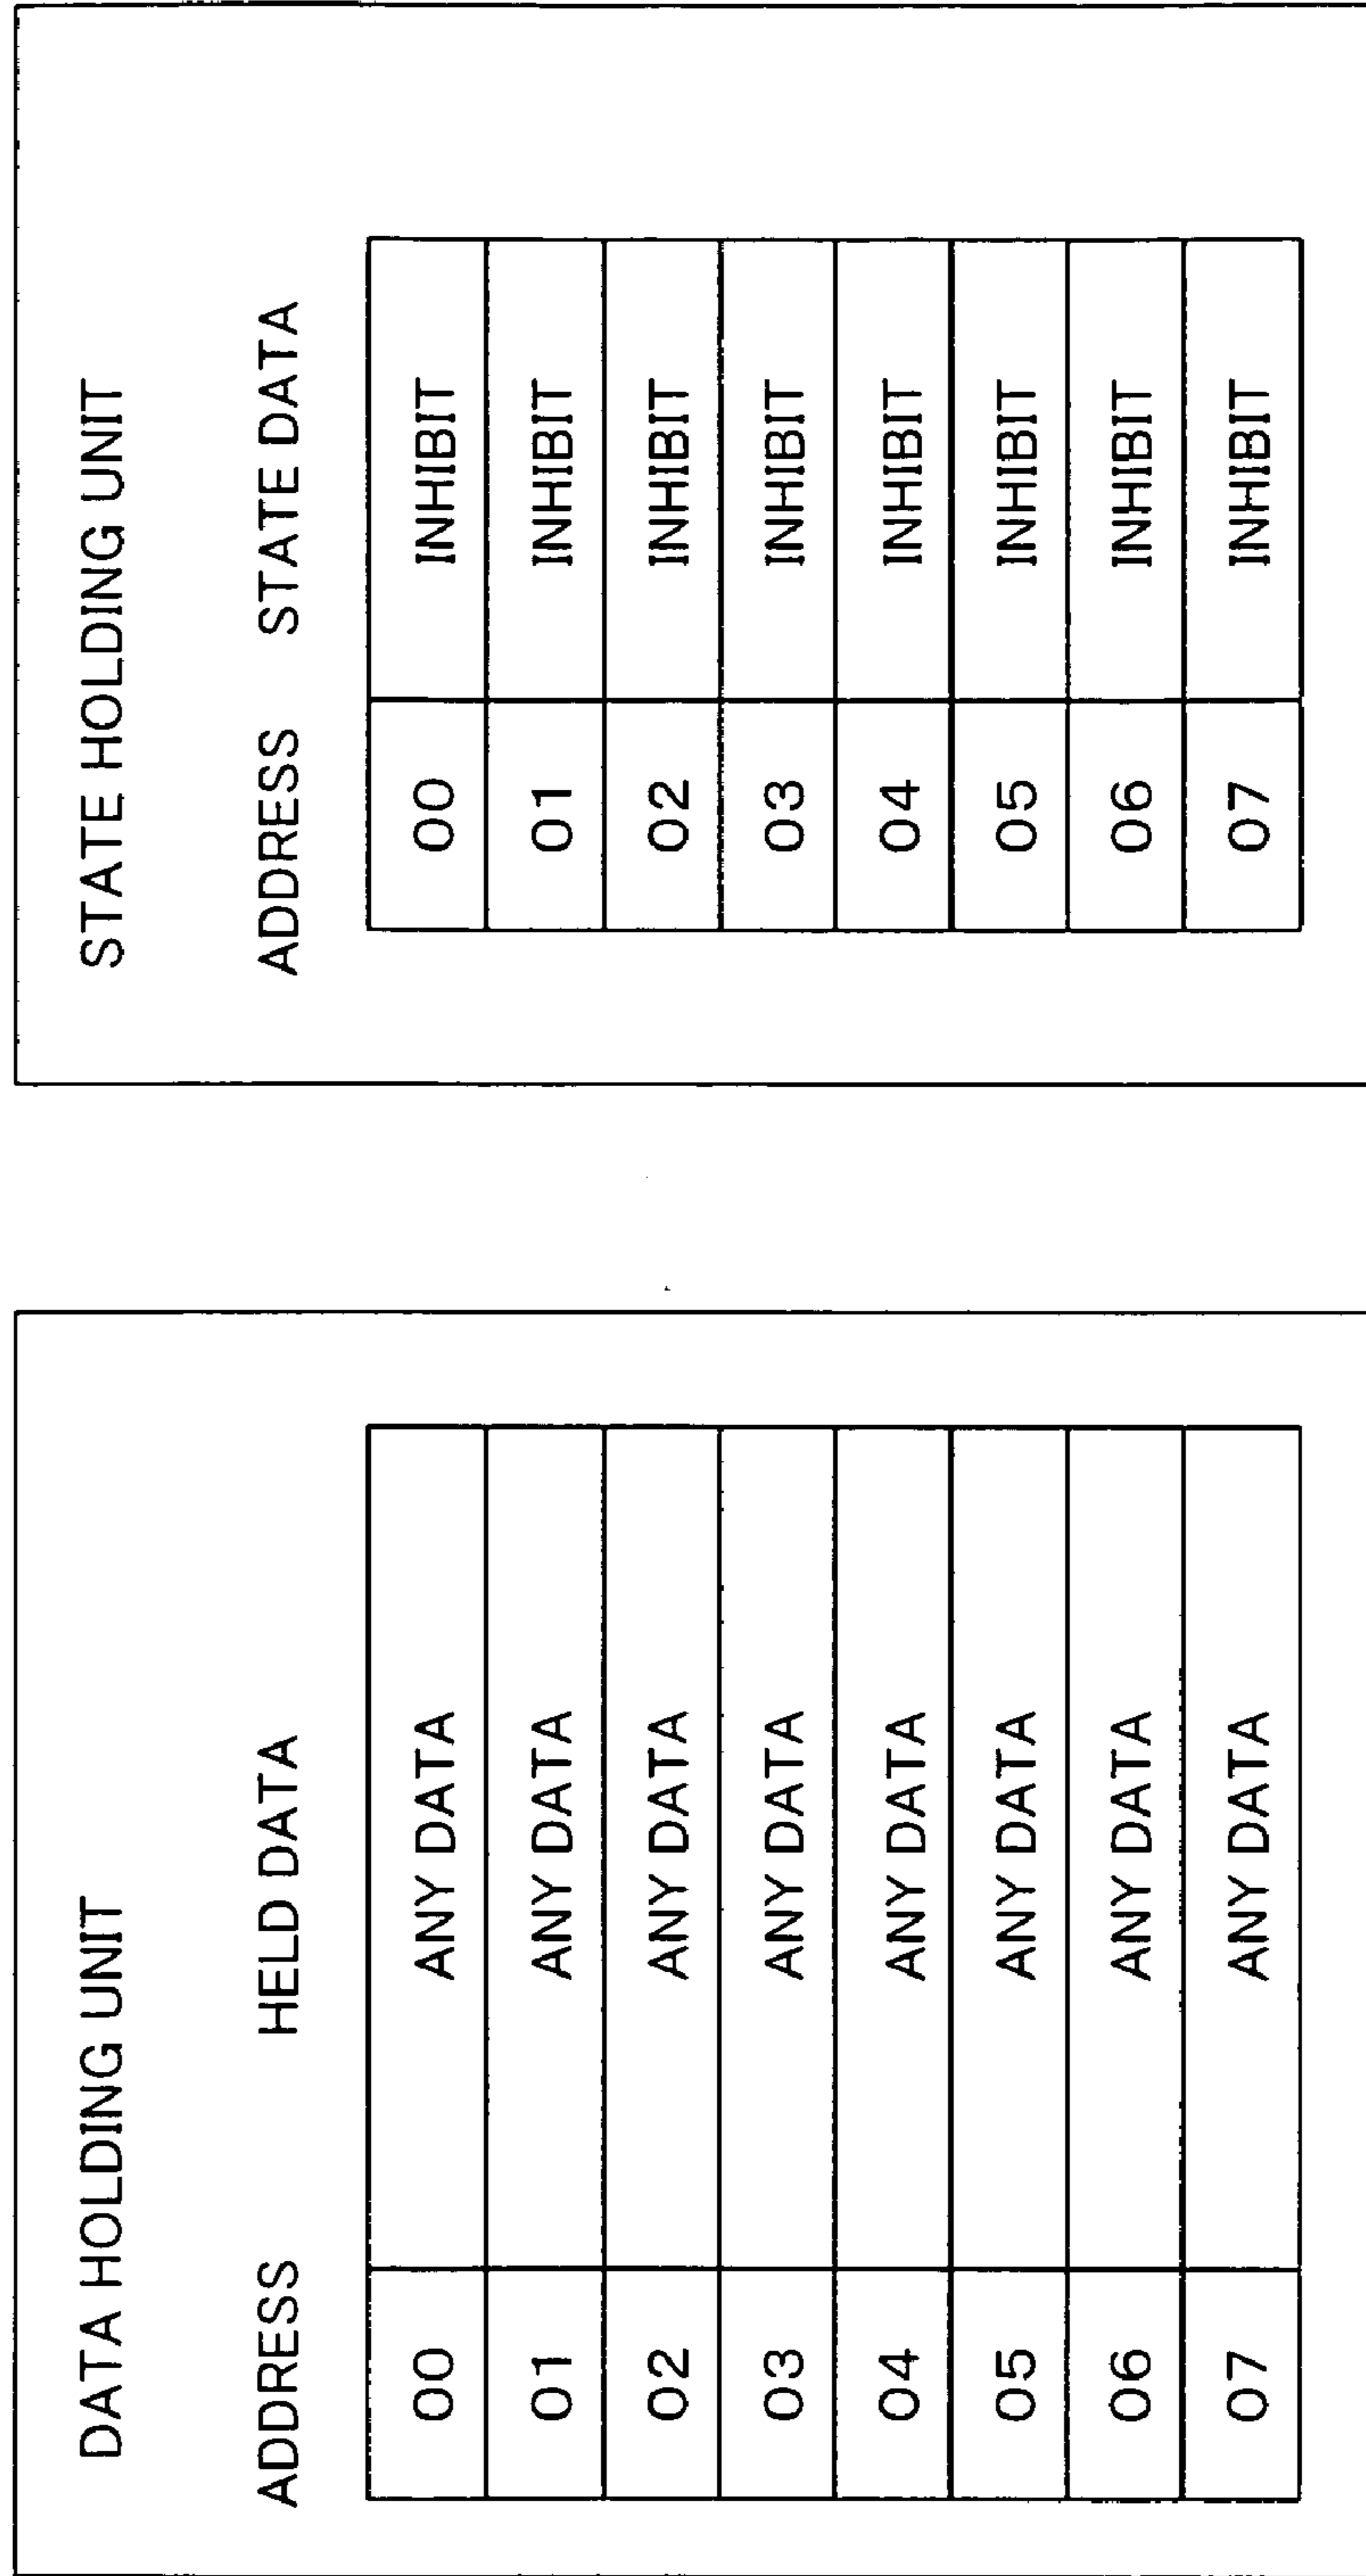 DATA HOLDING UNIT
ADDRESS HELD DATA
00 ANY DATA
01 ANY DATA
02 ANY DATA
03 ANY DATA
04 ANY DATA
05 ANY DATA
06 ANY DATA
07 ANY DATA
STATE HOLDING UNIT
ADDRESS STATE DATA
00 INHIBIT
01 INHIBIT
02 INHIBIT
03 INHIBIT
04 INHIBIT
05 INHIBIT
06 INHIBIT
07 INHIBIT